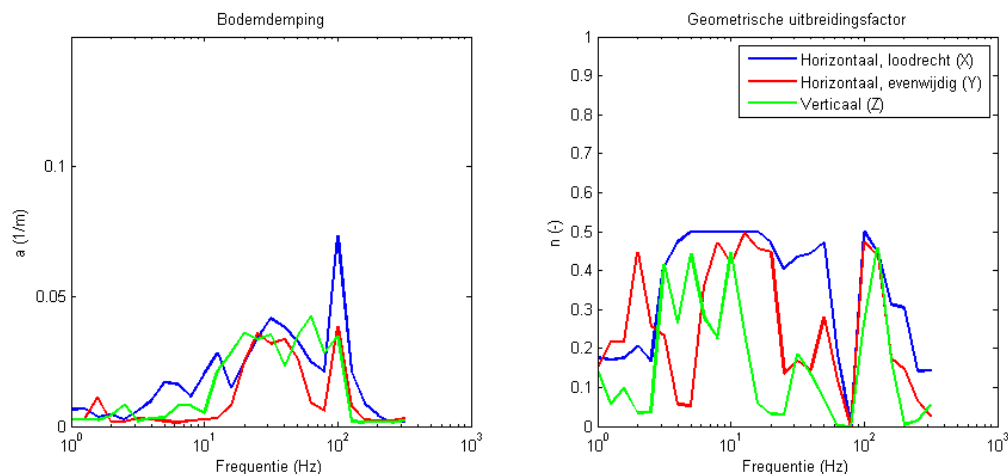 Bodemdemping
0.1
0.05
0
a (1/m)
10^0
10^1
10^2
10^3
Frequentie (Hz)
Geometrische uitbreidingsfactor
1
0.9
0.8
0.7
0.6
0.5
0.4
0.3
0.2
0.1
0
n (-)
Horizontaal, loodrecht (X)
Horizontaal, evenwijdig (Y)
Verticaal (Z)
10^0
10^1
10^2
10^3
Frequentie (Hz)